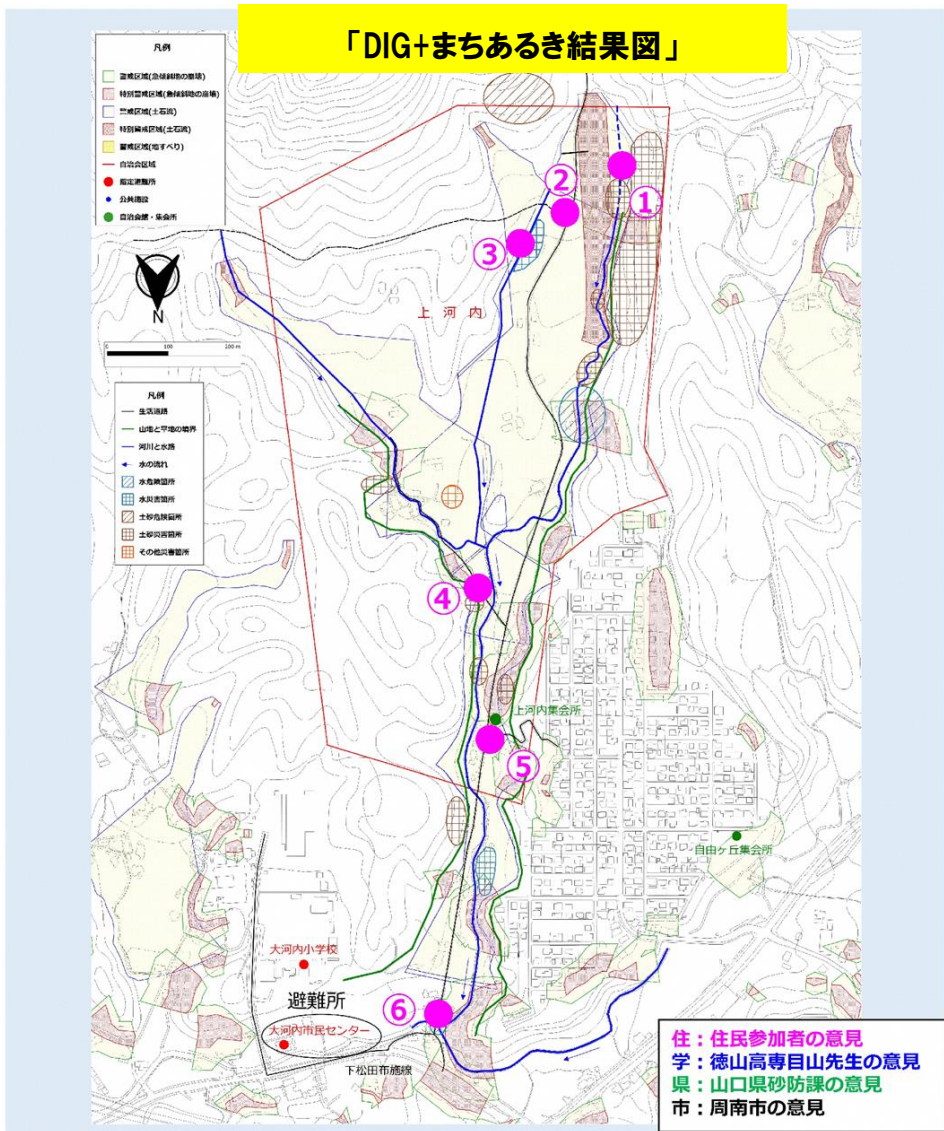 「DIG+まちあるき結果図」
凡例
警戒区域(急傾斜地の崩壊)
特別警戒区域(急傾斜地の崩壊)
警戒区域(土石流)
特別警戒区域(土石流)
警戒区域(地すべり)
自治会区域
指定避難所
公共施設
自治会館・集会所
N
0 100 200 m
凡例
生活道路
山地と平地の境界
河川と水路
水の流れ
水危険箇所
水災害箇所
土砂危険箇所
土砂災害箇所
その他災害箇所
①
②
③
上河内
④
上河内集会所
⑤
自由ヶ丘集会所
大河内小学校
避難所
⑥
大河内市民センター
下松田布施線
住：住民参加者の意見
学：徳山高専目山先生の意見
県：山口県砂防課の意見
市：周南市の意見